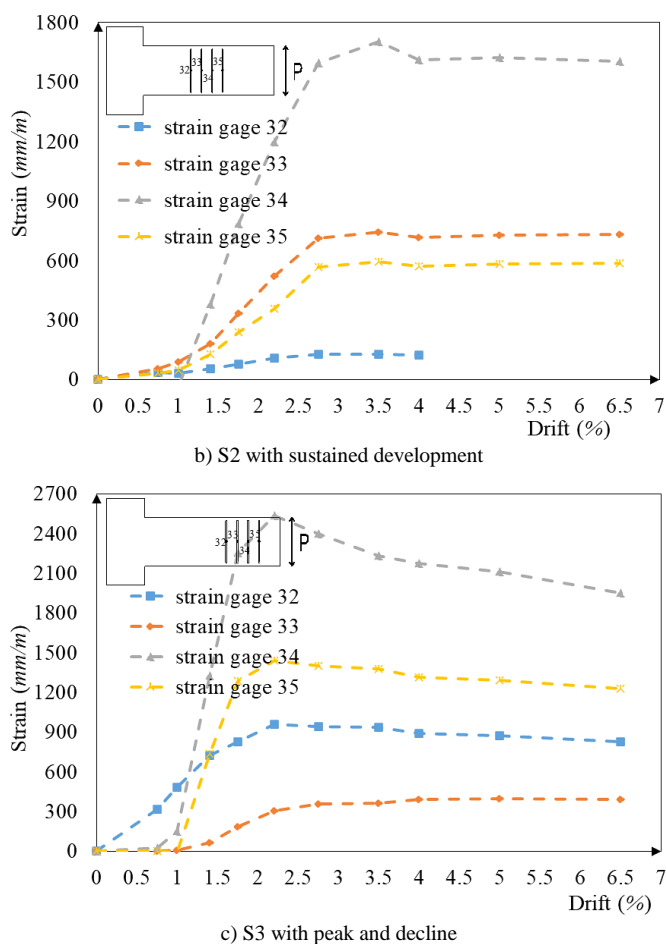 1800
1500
1200
900
600
300
0
Strain (mm/m)
32
33
34
35
P
strain gage 32
strain gage 33
strain gage 34
strain gage 35
0 0.5 1 1.5 2 2.5 3 3.5 4 4.5 5 5.5 6 6.5 7
Drift (%)
b) S2 with sustained development
2700
2400
2100
1800
1500
1200
900
600
300
0
Strain (mm/m)
32
33
34
35
P
strain gage 32
strain gage 33
strain gage 34
strain gage 35
0 0.5 1 1.5 2 2.5 3 3.5 4 4.5 5 5.5 6 6.5 7
Drift (%)
c) S3 with peak and decline